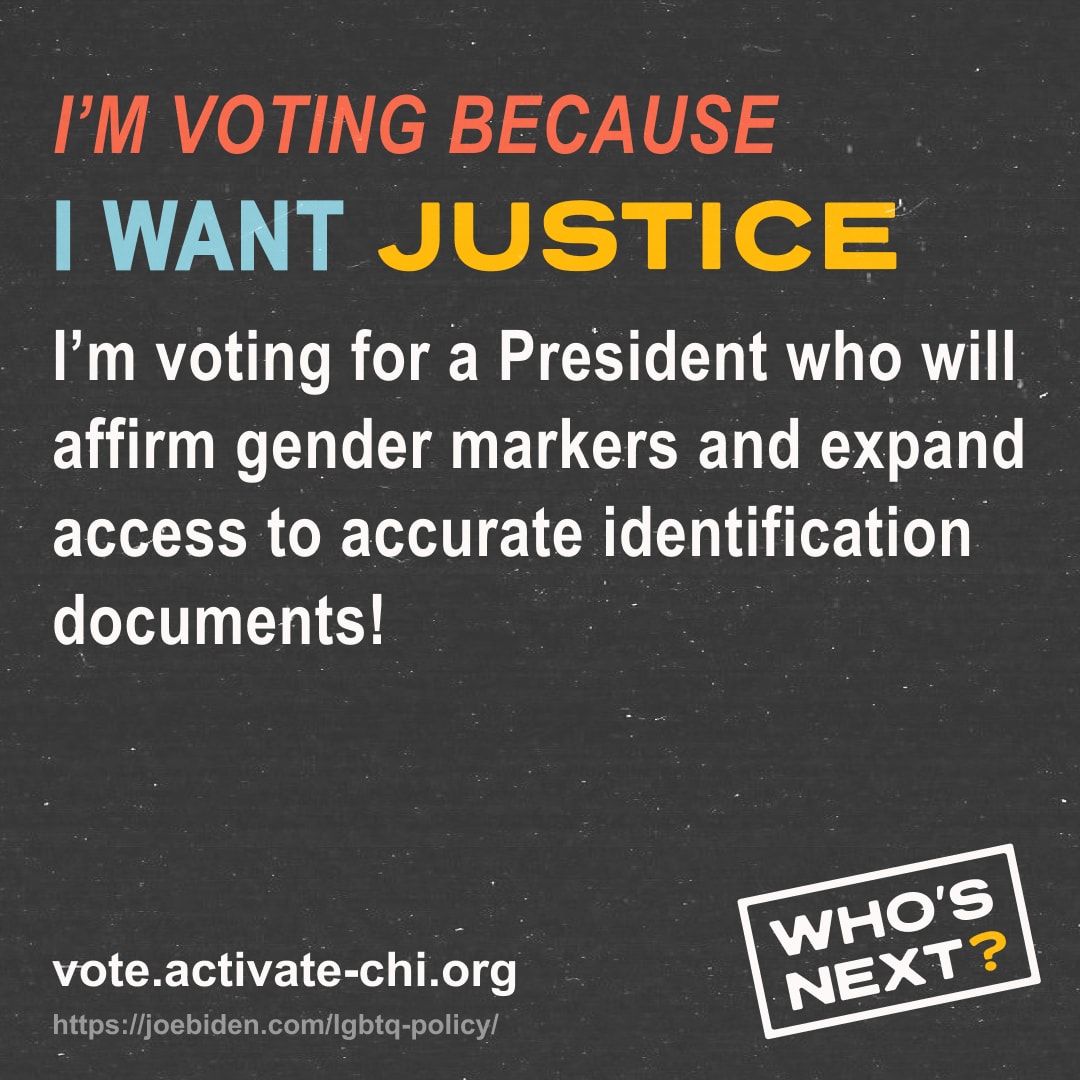 I’M VOTING BECAUSE
I WANT JUSTICE
I’m voting for a President who will
affirm gender markers and expand
access to accurate identification
documents!
WHO’S
NEXT?
vote.activate-chi.org
https://joebiden.com/lgbtq-policy/